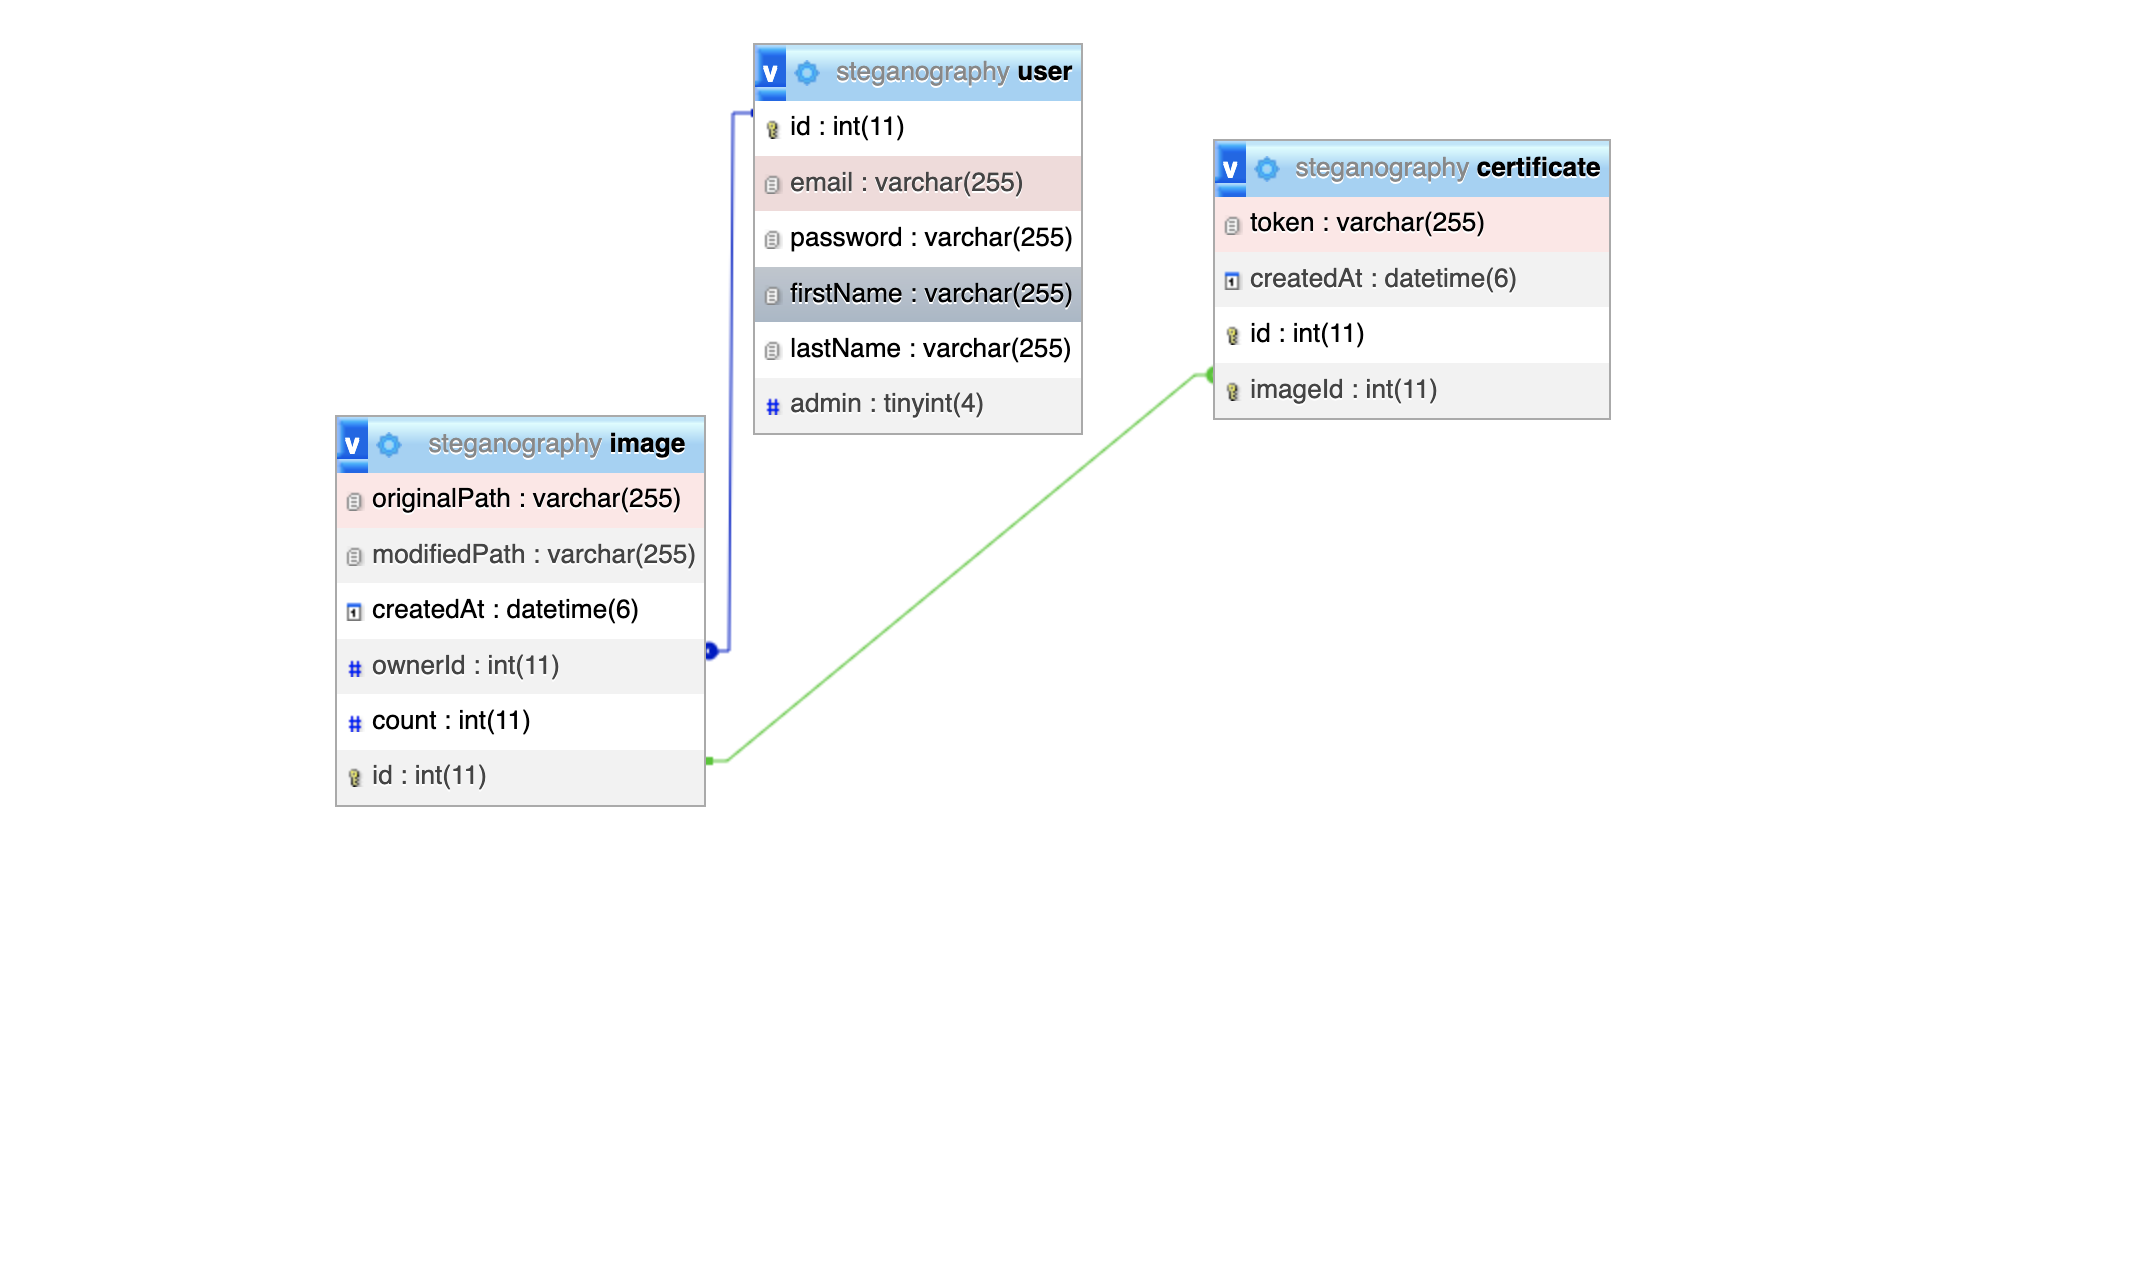 v steganography user
id : int(11)
email : varchar(255)
password : varchar(255)
firstName : varchar(255)
lastName : varchar(255)
admin : tinyint(4)
v steganography certificate
token : varchar(255)
createdAt : datetime(6)
id : int(11)
imageId : int(11)
v steganography image
originalPath : varchar(255)
modifiedPath : varchar(255)
createdAt : datetime(6)
ownerId : int(11)
count : int(11)
id : int(11)